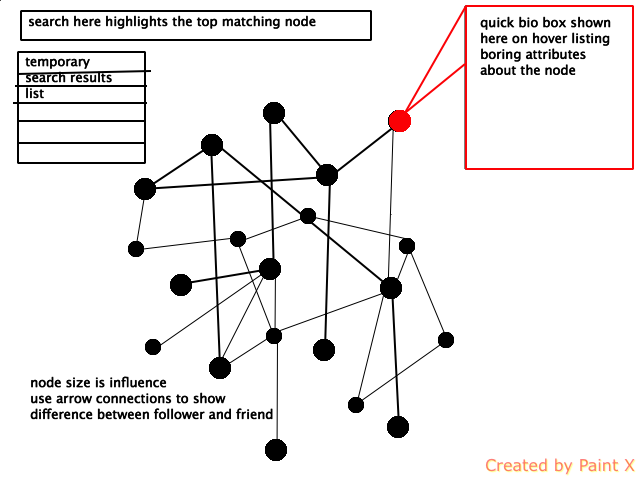 search here highlights the top matching node
temporary
search results
list
quick bio box shown
here on hover listing
boring attributes
about the node
node size is influence
use arrow connections to show
difference between follower and friend
Created by Paint X